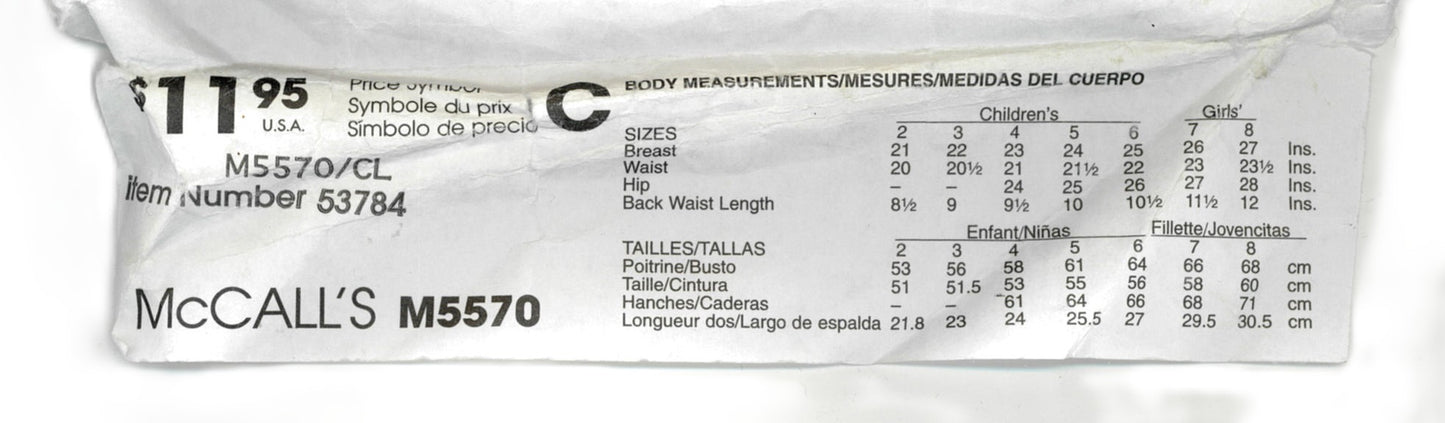 $11 95
U.S.A.
Price Symbol
Symbole du prix
Símbolo de precio
C
M5570/CL
Item Number 53784
McCALL'S M5570
BODY MEASUREMENTS/MESURES/MEDIDAS DEL CUERPO
Children's Girls'
SIZES 2 3 4 5 6 7 8
Breast 21 22 23 24 25 26 27 Ins.
Waist 20 20½ 21 21½ 22 23 23½ Ins.
Hip – – 24 25 26 27 28 Ins.
Back Waist Length 8½ 9 9½ 10 10½ 11½ 12 Ins.
Enfant/Niñas Fillette/Jovencitas
TAILLES/TALLAS 2 3 4 5 6 7 8
Poitrine/Busto 53 56 58 61 64 66 68 cm
Taille/Cintura 51 51.5 53 55 56 58 60 cm
Hanches/Caderas – – 61 64 66 68 71 cm
Longueur dos/Largo de espalda 21.8 23 24 25.5 27 29.5 30.5 cm